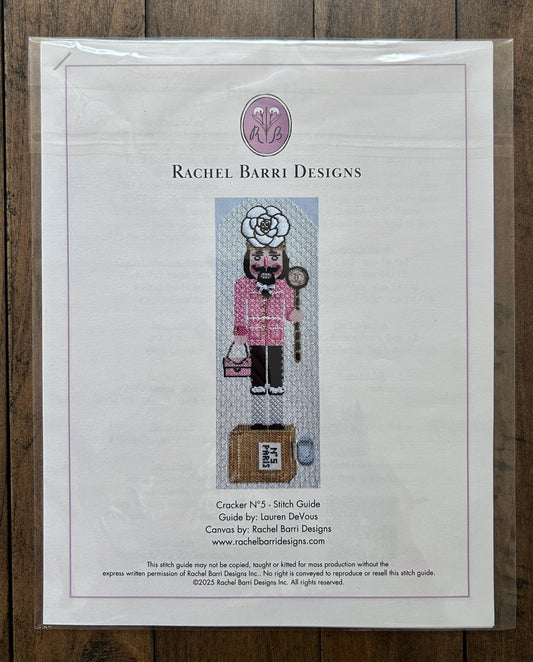 R B
RACHEL BARRI DESIGNS
N°5
PARIS
Cracker N°5 - Stitch Guide
Guide by: Lauren DeVous
Canvas by: Rachel Barri Designs
www.rachelbarridesigns.com
This stitch guide may not be copied, taught or kitted for mass production without the
express written permission of Rachel Barri Designs Inc.. No right is conveyed to reproduce or resell this stitch guide.
©2025 Rachel Barri Designs Inc. All rights reserved.